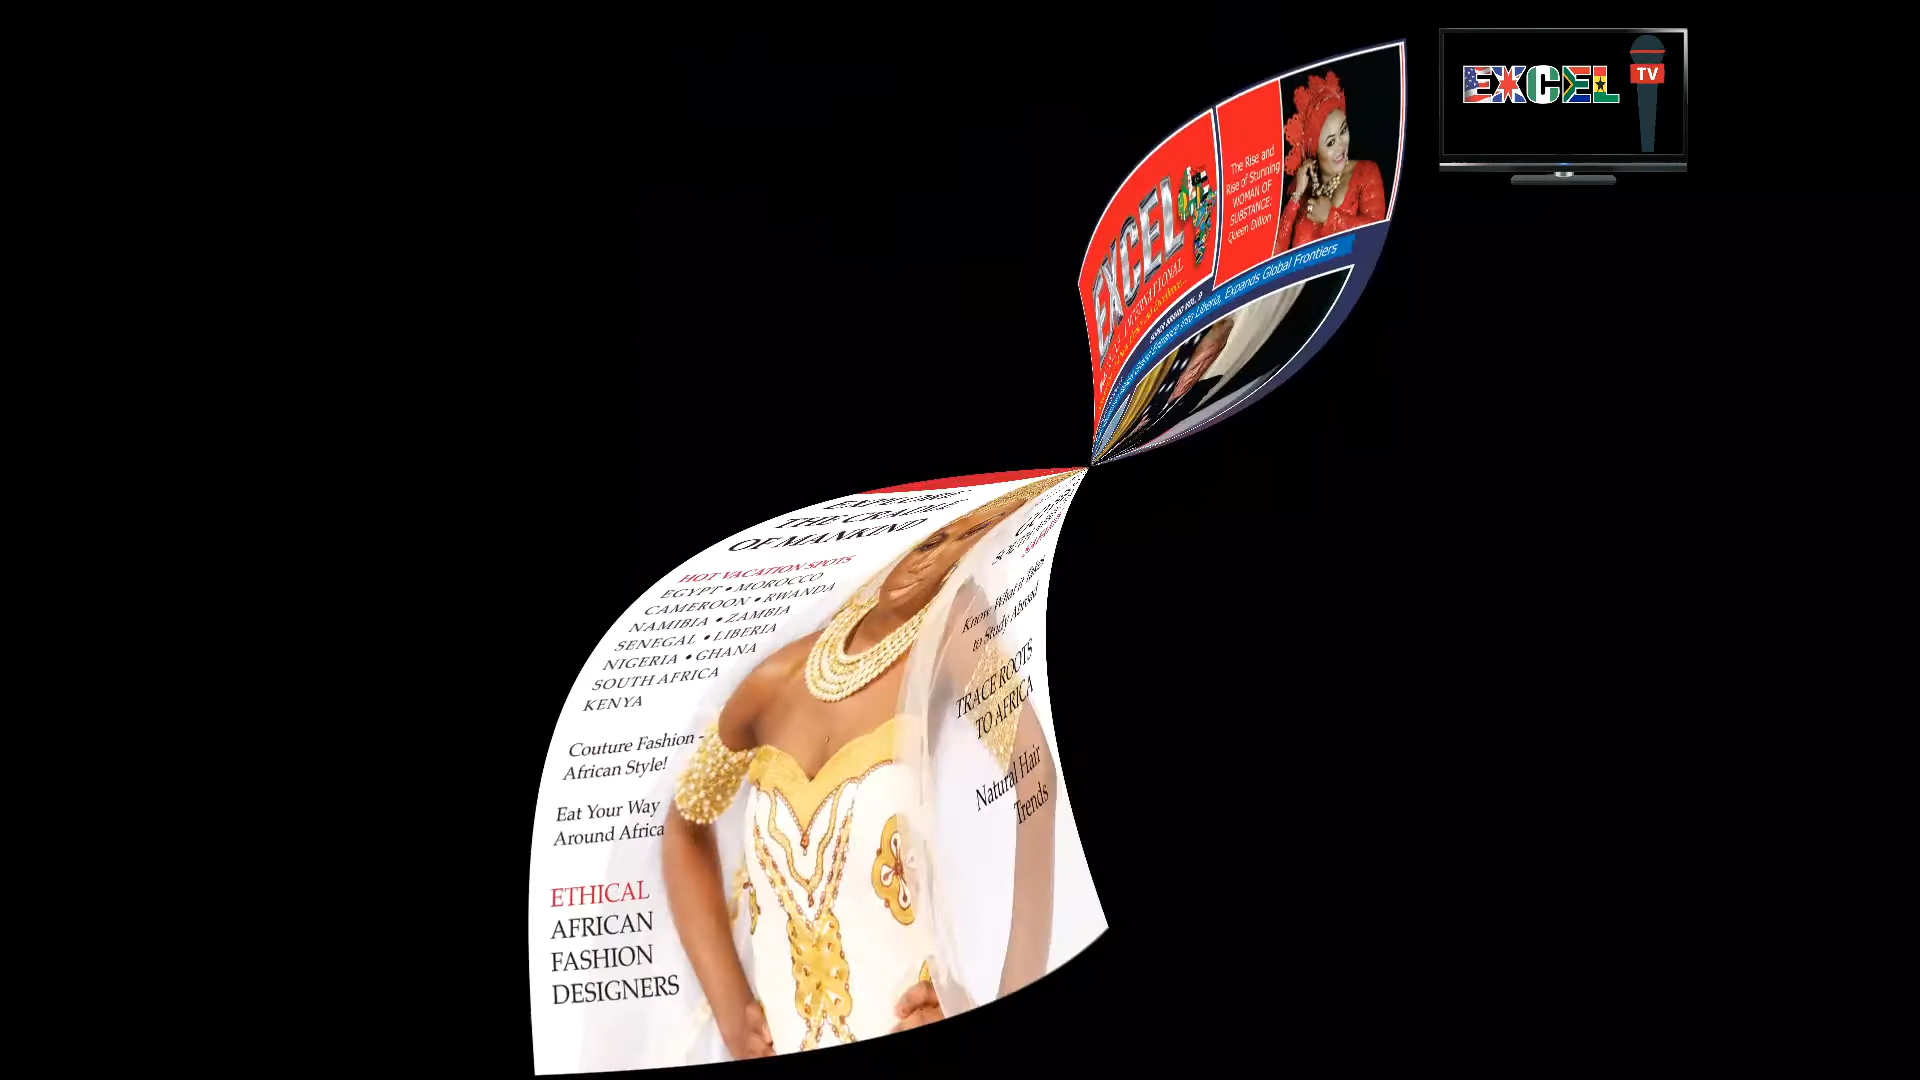 EXCEL
TV
EXCEL
INTERNATIONAL
The Rise and
Rise of Stunning
WOMAN OF
SUBSTANCE:
Queen Dillion
Liberia, Expands Global Frontiers
EXPLORE
THE CRADLE
OF MANKIND
HOT VACATION SPOTS
EGYPT • MOROCCO
CAMEROON • RWANDA
NAMIBIA • ZAMBIA
SENEGAL • LIBERIA
NIGERIA • GHANA
SOUTH AFRICA
KENYA
Couture Fashion -
African Style!
Eat Your Way
Around Africa
ETHICAL
AFRICAN
FASHION
DESIGNERS
Know What it Takes
to Study Abroad
TRACE ROOTS
TO AFRICA
Natural Hair
Trends